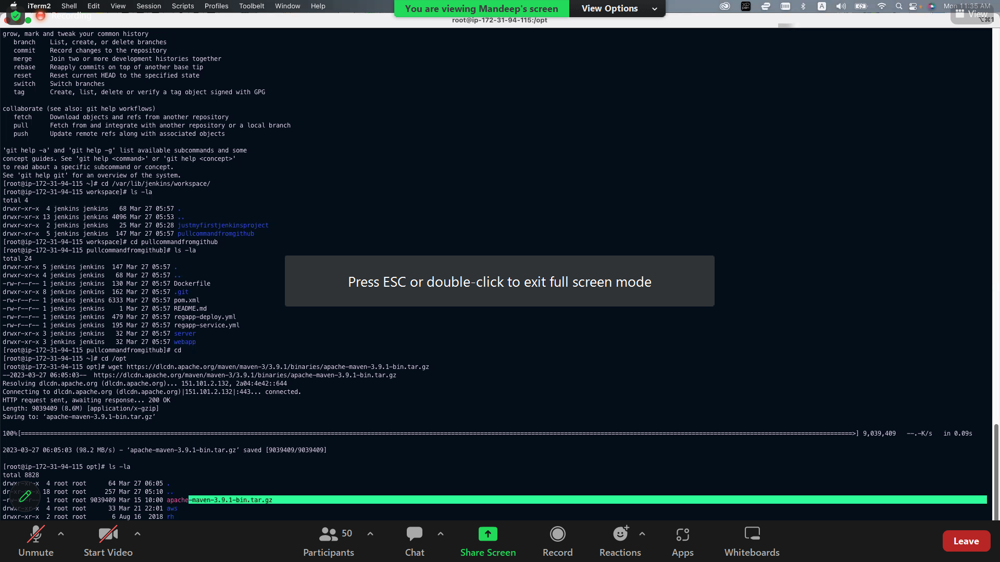 iTerm2 Shell Edit View Session Scripts Profiles Toolbelt Window Help
You are viewing Mandeep's screen View Options
Mon 11:35 AM
Recording
View
root@ip-172-31-94-115:/opt
⌥⌘1
grow, mark and tweak your common history
branch List, create, or delete branches
commit Record changes to the repository
merge Join two or more development histories together
rebase Reapply commits on top of another base tip
reset Reset current HEAD to the specified state
switch Switch branches
tag Create, list, delete or verify a tag object signed with GPG
collaborate (see also: git help workflows)
fetch Download objects and refs from another repository
pull Fetch from and integrate with another repository or a local branch
push Update remote refs along with associated objects
'git help -a' and 'git help -g' list available subcommands and some
concept guides. See 'git help <command>' or 'git help <concept>'
to read about a specific subcommand or concept.
See 'git help git' for an overview of the system.
[root@ip-172-31-94-115 ~]# cd /var/lib/jenkins/workspace/
[root@ip-172-31-94-115 workspace]# ls -la
total 4
drwxr-xr-x 4 jenkins jenkins 68 Mar 27 05:57 .
drwxr-xr-x 13 jenkins jenkins 4096 Mar 27 05:53 ..
drwxr-xr-x 2 jenkins jenkins 25 Mar 27 05:28 justmyfirstjenkinsproject
drwxr-xr-x 5 jenkins jenkins 147 Mar 27 05:57 pullcommandfromgithub
[root@ip-172-31-94-115 workspace]# cd pullcommandfromgithub
[root@ip-172-31-94-115 pullcommandfromgithub]# ls -la
total 24
drwxr-xr-x 5 jenkins jenkins 147 Mar 27 05:57 .
drwxr-xr-x 4 jenkins jenkins 68 Mar 27 05:57 ..
-rw-r--r-- 1 jenkins jenkins 130 Mar 27 05:57 Dockerfile
drwxr-xr-x 8 jenkins jenkins 162 Mar 27 05:57 .git
-rw-r--r-- 1 jenkins jenkins 6333 Mar 27 05:57 pom.xml
-rw-r--r-- 1 jenkins jenkins 1 Mar 27 05:57 README.md
-rw-r--r-- 1 jenkins jenkins 479 Mar 27 05:57 regapp-deploy.yml
-rw-r--r-- 1 jenkins jenkins 195 Mar 27 05:57 regapp-service.yml
drwxr-xr-x 3 jenkins jenkins 32 Mar 27 05:57 server
drwxr-xr-x 3 jenkins jenkins 32 Mar 27 05:57 webapp
Press ESC or double-click to exit full screen mode
[root@ip-172-31-94-115 pullcommandfromgithub]# cd
[root@ip-172-31-94-115 ~]# cd /opt
[root@ip-172-31-94-115 opt]# wget https://dlcdn.apache.org/maven/maven-3/3.9.1/binaries/apache-maven-3.9.1-bin.tar.gz
--2023-03-27 06:05:03-- https://dlcdn.apache.org/maven/maven-3/3.9.1/binaries/apache-maven-3.9.1-bin.tar.gz
Resolving dlcdn.apache.org (dlcdn.apache.org)... 151.101.2.132, 2a04:4e42::644
Connecting to dlcdn.apache.org (dlcdn.apache.org)|151.101.2.132|:443... connected.
HTTP request sent, awaiting response... 200 OK
Length: 9039409 (8.6M) [application/x-gzip]
Saving to: ‘apache-maven-3.9.1-bin.tar.gz’
100%[=====>] 9,039,409 --.-K/s in 0.09s
2023-03-27 06:05:03 (98.2 MB/s) - ‘apache-maven-3.9.1-bin.tar.gz’ saved [9039409/9039409]
[root@ip-172-31-94-115 opt]# ls -la
total 8828
drwxr-xr-x 4 root root 64 Mar 27 06:05 .
18 root root 257 Mar 27 05:10 ..
1 root root 9039409 Mar 15 10:00 apache-maven-3.9.1-bin.tar.gz
drwxr-xr-x 4 root root 33 Mar 21 22:01 aws
drwxr-xr-x 2 root root 6 Aug 16 2018 rh
50
Unmute Start Video Participants Chat Share Screen Record Reactions Apps Whiteboards Leave